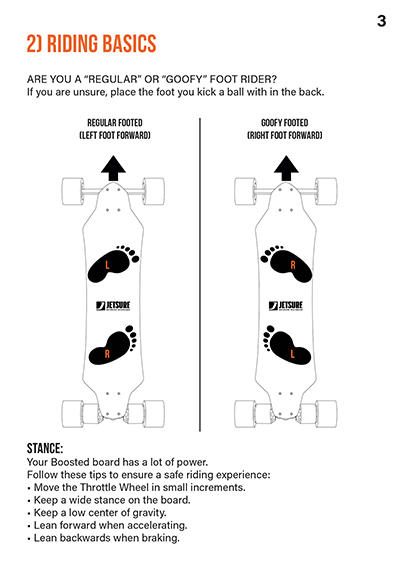 3
2) RIDING BASICS
ARE YOU A “REGULAR” OR “GOOFY” FOOT RIDER?
If you are unsure, place the foot you kick a ball with in the back.
REGULAR FOOTED
(LEFT FOOT FORWARD)
GOOFY FOOTED
(RIGHT FOOT FORWARD)
L
R
JETSURE
JETSURE
R
L
STANCE:
Your Boosted board has a lot of power.
Follow these tips to ensure a safe riding experience:
• Move the Throttle Wheel in small increments.
• Keep a wide stance on the board.
• Keep a low center of gravity.
• Lean forward when accelerating.
• Lean backwards when braking.